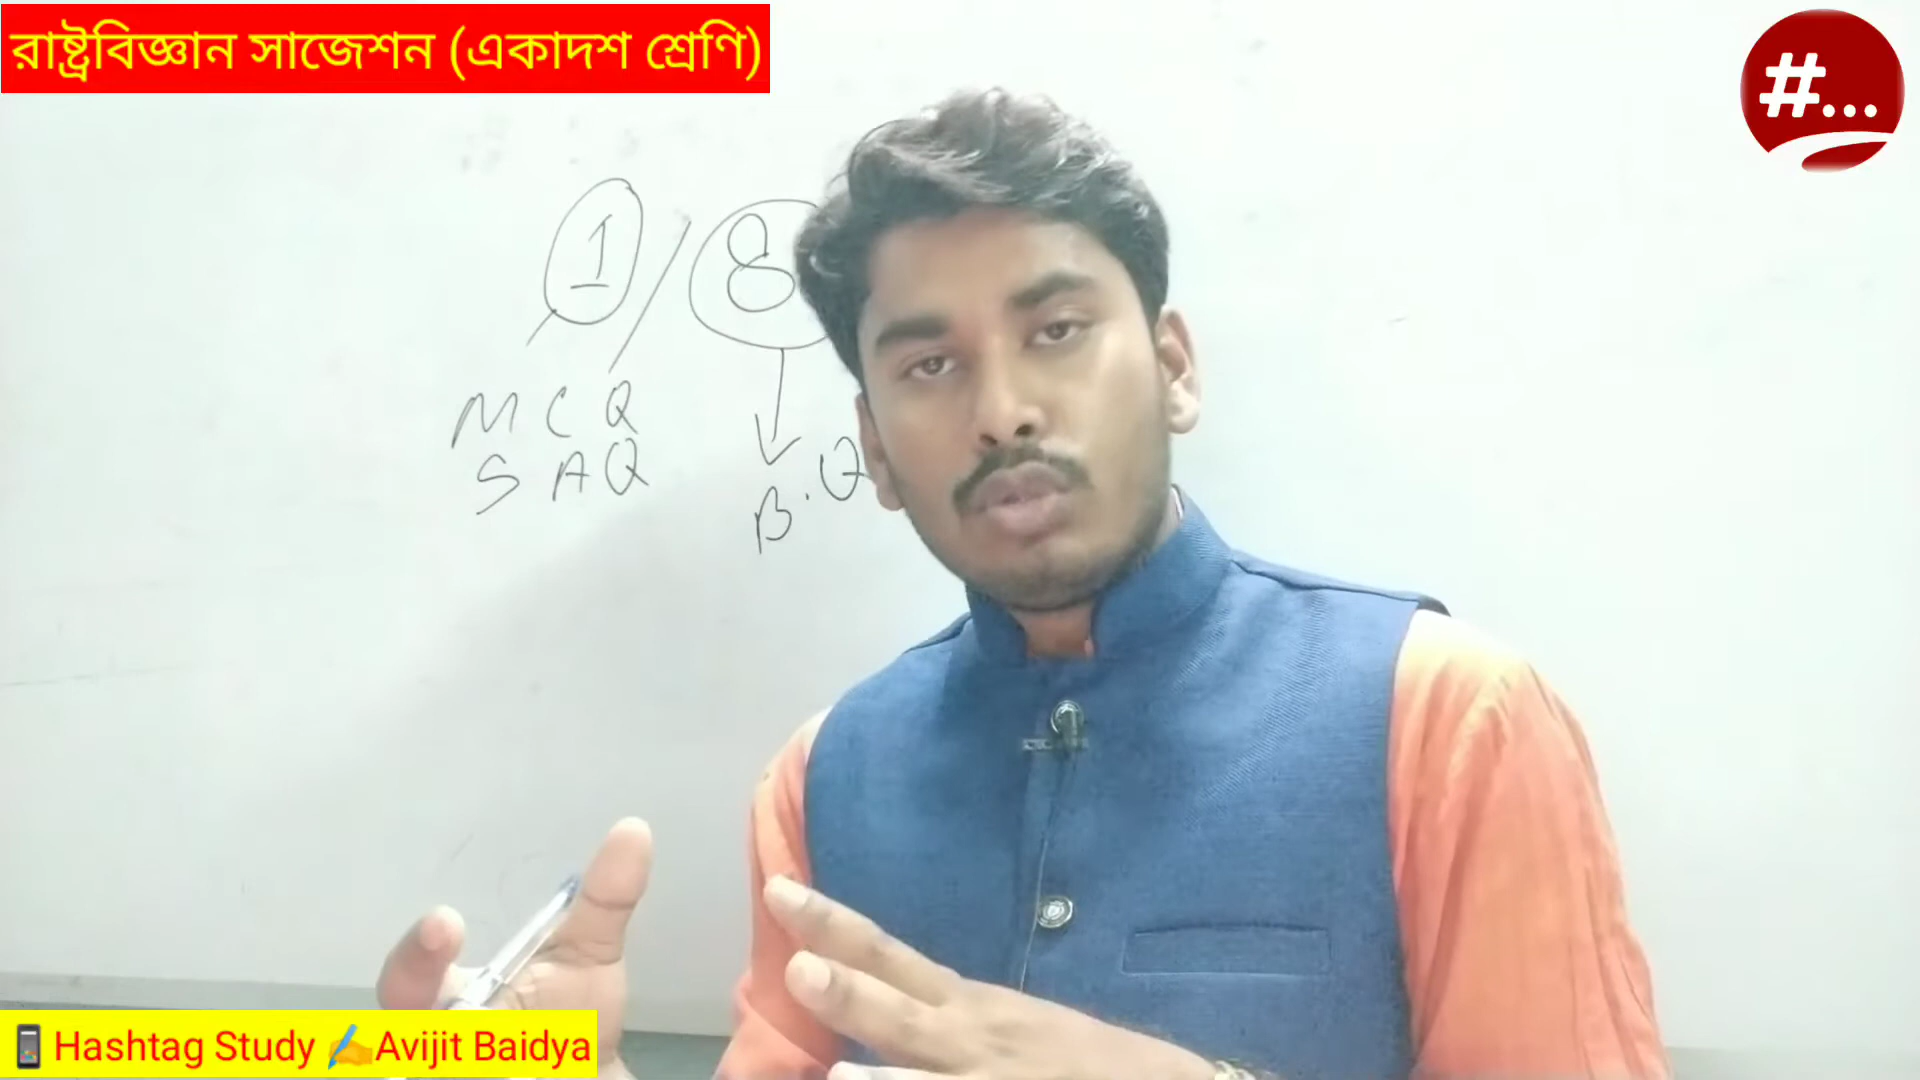 রাষ্ট্রবিজ্ঞান সাজেশন (একাদশ শ্রেণি)
#...
1 / 8
MCQ
SAQ
B.Q
📱Hashtag Study ✍️Avijit Baidya